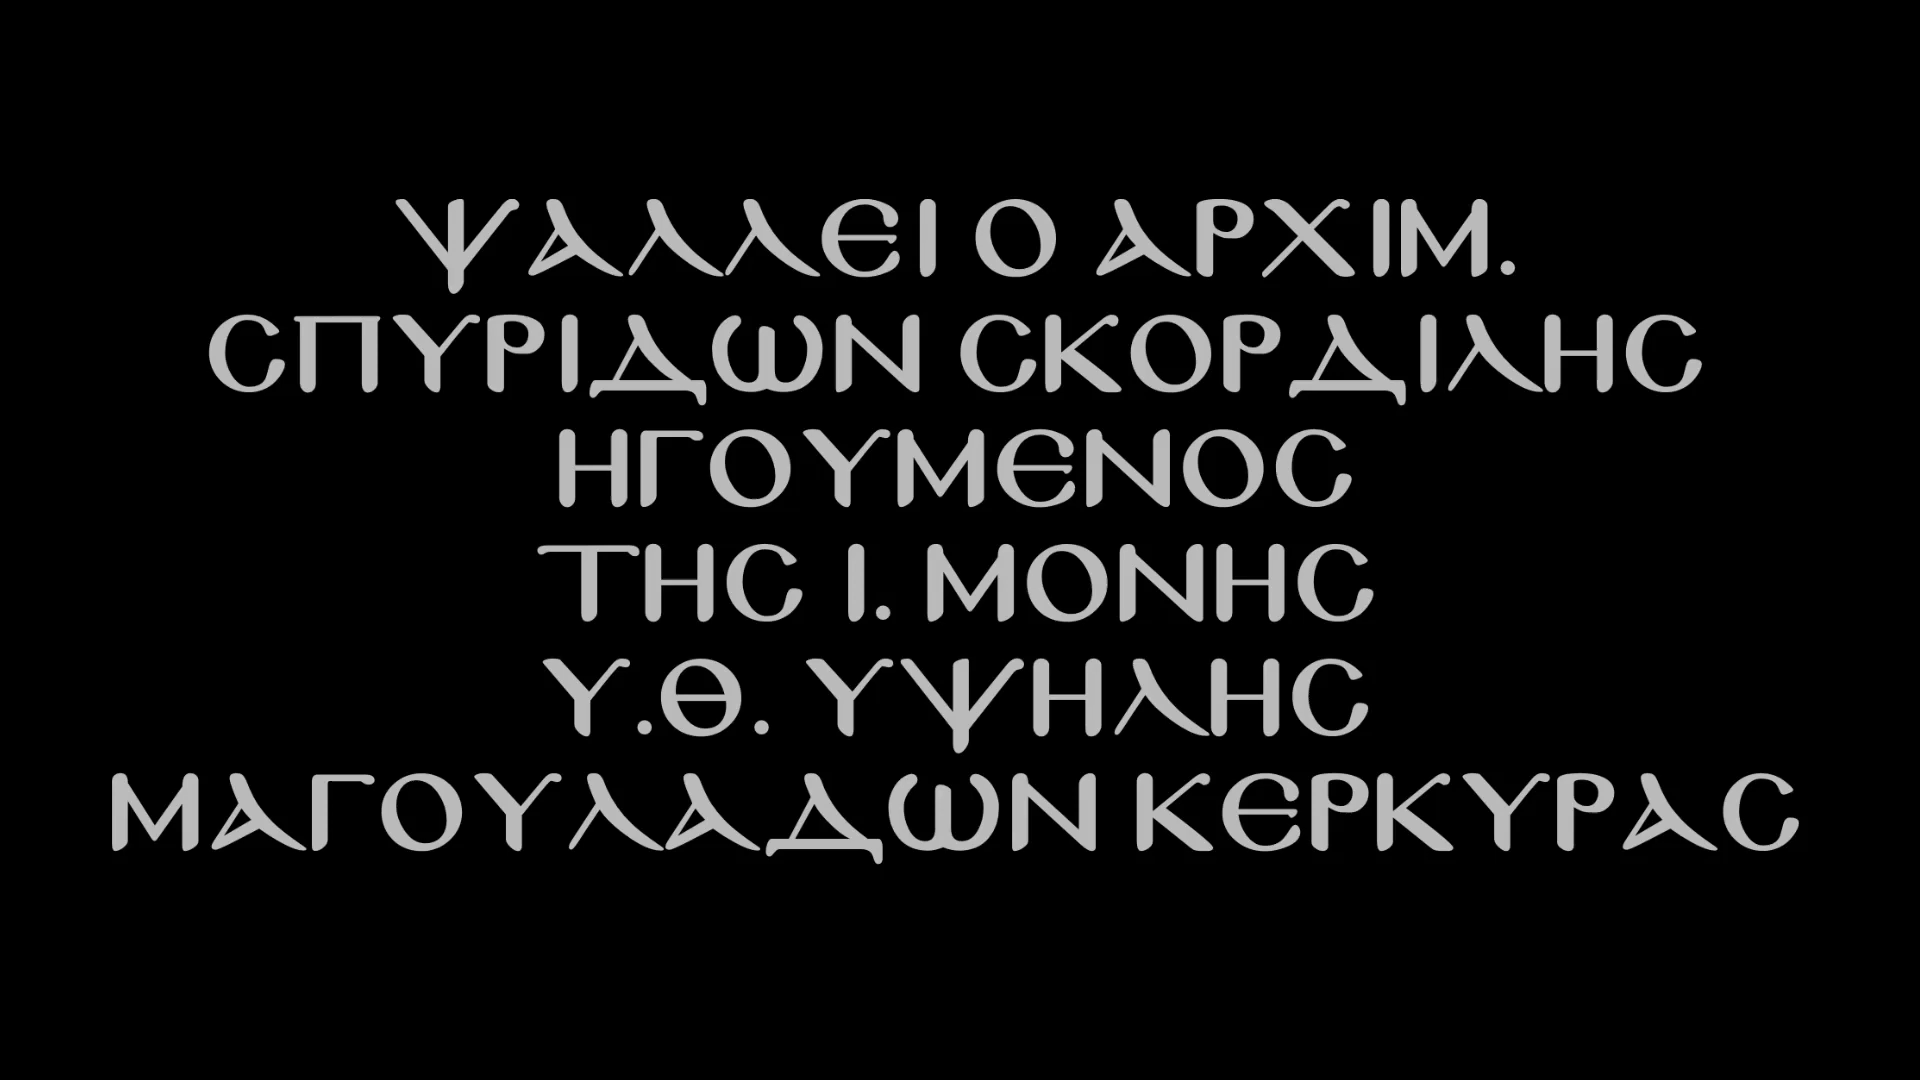 ΨΑΛΛΕΙ Ο ΑΡΧΙΜ.
ΣΠΥΡΙΔΩΝ ΣΚΟΡΔΙΛΗΣ
ΗΓΟΥΜΕΝΟΣ
ΤΗΣ Ι. ΜΟΝΗΣ
Υ.Θ. ΥΨΗΛΗΣ
ΜΑΓΟΥΛΑΔΩΝ ΚΕΡΚΥΡΑΣ